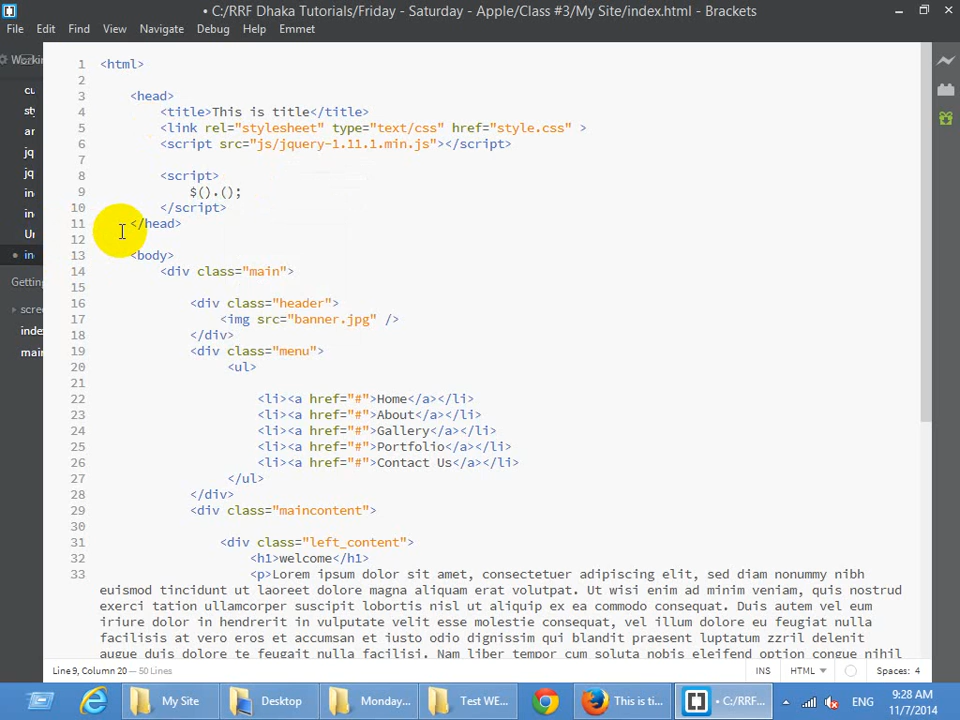 • C:/RRF Dhaka Tutorials/Friday - Saturday - Apple/Class #3/My Site/index.html - Brackets
File Edit Find View Navigate Debug Help Emmet
1 <html>
2
3 <head>
4 <title>This is title</title>
5 <link rel="stylesheet" type="text/css" href="style.css" >
6 <script src="js/jquery-1.11.1.min.js"></script>
7
8 <script>
9 $().();
10 </script>
11 </head>
12
13 <body>
14 <div class="main">
15
16 <div class="header">
17 <img src="banner.jpg" />
18 </div>
19 <div class="menu">
20 <ul>
21
22 <li><a href="#">Home</a></li>
23 <li><a href="#">About</a></li>
24 <li><a href="#">Gallery</a></li>
25 <li><a href="#">Portfolio</a></li>
26 <li><a href="#">Contact Us</a></li>
27 </ul>
28 </div>
29 <div class="maincontent">
30
31 <div class="left_content">
32 <h1>welcome</h1>
33 <p>Lorem ipsum dolor sit amet, consectetuer adipiscing elit, sed diam nonummy nibh
euismod tincidunt ut laoreet dolore magna aliquam erat volutpat. Ut wisi enim ad minim veniam, quis nostrud
exerci tation ullamcorper suscipit lobortis nisl ut aliquip ex ea commodo consequat. Duis autem vel eum
iriure dolor in hendrerit in vulputate velit esse molestie consequat, vel illum dolore eu feugiat nulla
facilisis at vero eros et accumsan et iusto odio dignissim qui blandit praesent luptatum zzril delenit
augue duis dolore te feugait nulla facilisi. Nam liber tempor cum soluta nobis eleifend option congue nihil
Line 9, Column 20 — 50 Lines
INS HTML Spaces: 4
My Site Desktop Monday... Test WE... This is ti... • C:/RRF... ENG
9:28 AM
11/7/2014